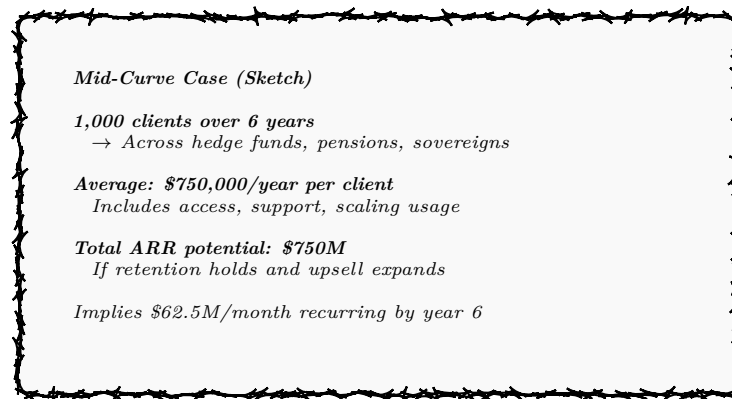 Mid-Curve Case (Sketch)
1,000 clients over 6 years
→ Across hedge funds, pensions, sovereigns
Average: $750,000/year per client
Includes access, support, scaling usage
Total ARR potential: $750M
If retention holds and upsell expands
Implies $62.5M/month recurring by year 6